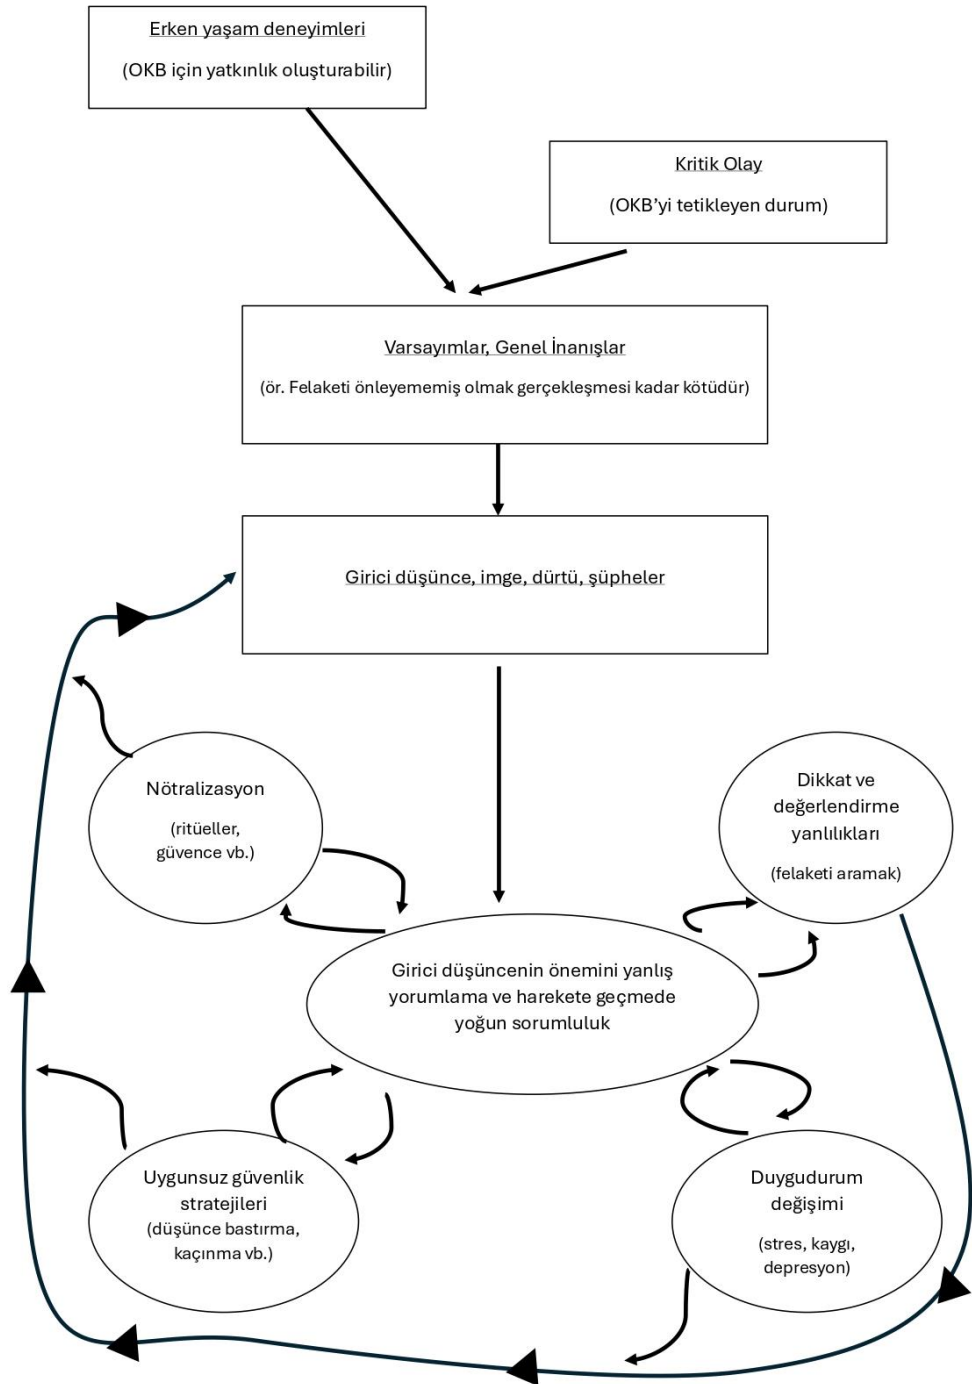 Erken yaşam deneyimleri
(OKB için yatkınlık oluşturabilir)
Kritik Olay
(OKB’yi tetikleyen durum)
Varsayımlar, Genel İnanışlar
(ör. Felaketi önleyememiş olmak gerçekleşmesi kadar kötüdür)
Girici düşünce, imge, dürtü, şüpheler
Nötralizasyon
(ritüeller,
güvence vb.)
Dikkat ve
değerlendirme
yanlılıkları
(felaketi aramak)
Girici düşüncenin önemini yanlış
yorumlama ve harekete geçmede
yoğun sorumluluk
Uygunsuz güvenlik
stratejileri
(düşünce bastırma,
kaçınma vb.)
Duygudurum
değişimi
(stres, kaygı,
depresyon)